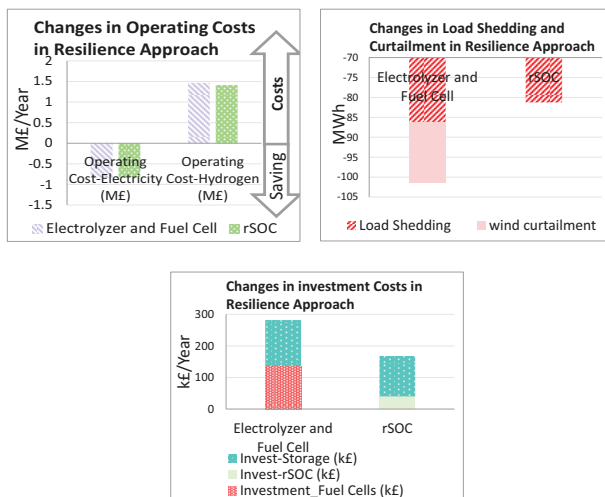 Changes in Operating Costs
in Resilience Approach
M£/Year
2
1.5
1
0.5
0
-0.5
-1
-1.5
Operating
Cost-Electricity
(M£)
Operating
Cost-Hydrogen
(M£)
Costs
Saving
Electrolyzer and Fuel Cell
rSOC
Changes in Load Shedding and
Curtailment in Resilience Approach
MWh
-70
-75
-80
-85
-90
-95
-100
-105
Electrolyzer and
Fuel Cell
rSOC
Load Shedding
wind curtailment
Changes in investment Costs in
Resilience Approach
k£/Year
300
200
100
0
Electrolyzer and
Fuel Cell
rSOC
Invest-Storage (k£)
Invest-rSOC (k£)
Investment_Fuel Cells (k£)